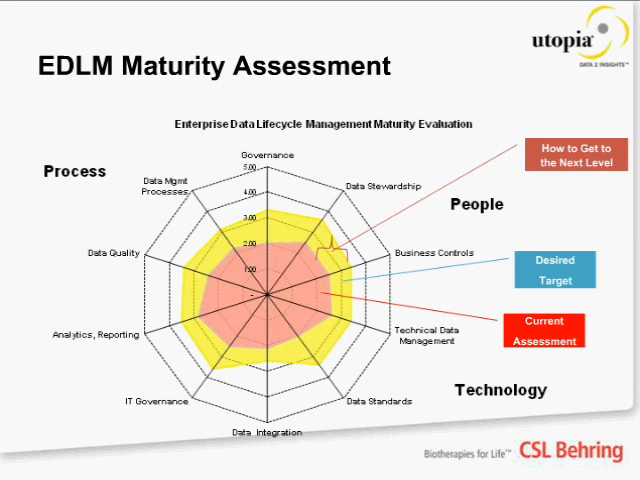 utopia
DATA 2 INSIGHTS™
EDLM Maturity Assessment
Enterprise Data Lifecycle Management Maturity Evaluation
How to Get to
the Next Level
Governance
5.00
Process
Data Mgmt
Processes
4.00
Data Stewardship
People
3.00
2.00
Data Quality
Business Controls
Desired
Target
1.00
-
Current
Assessment
Analytics, Reporting
Technical Data
Management
IT Governance
Data Standards
Technology
Data Integration
Biotherapies for Life™ CSL Behring